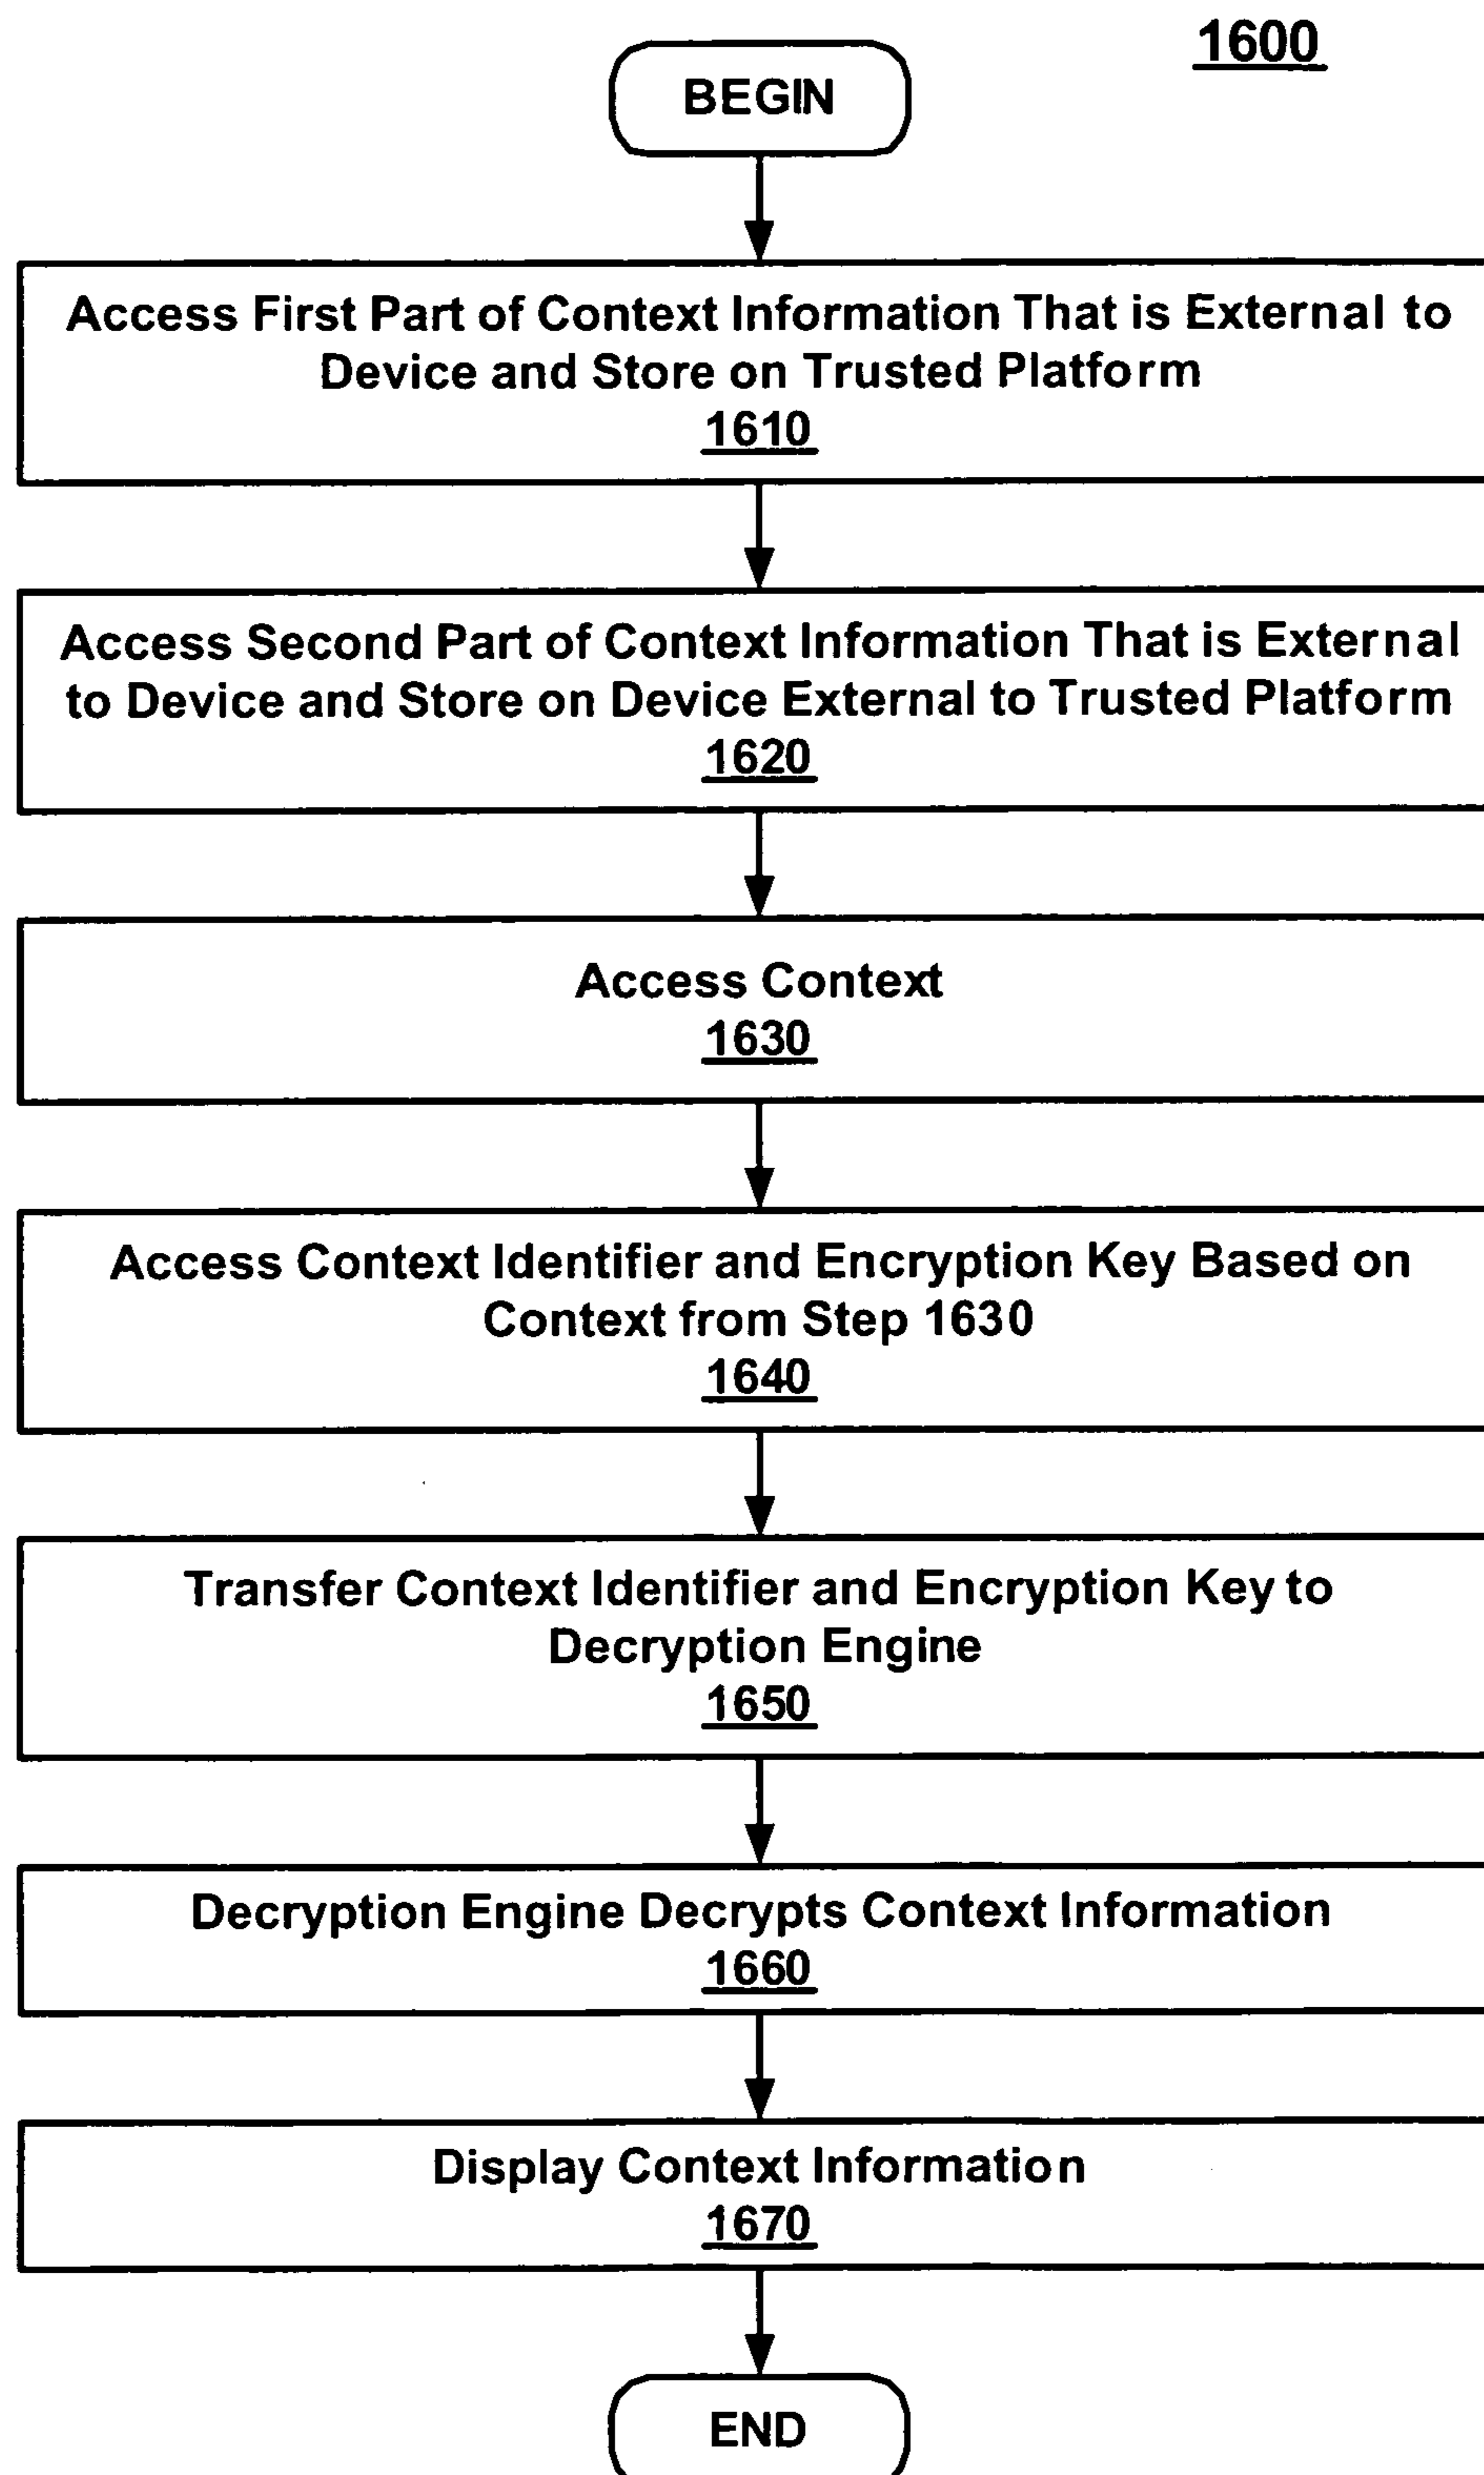 1600
BEGIN
Access First Part of Context Information That is External to
Device and Store on Trusted Platform
1610
Access Second Part of Context Information That is External
to Device and Store on Device External to Trusted Platform
1620
Access Context
1630
Access Context Identifier and Encryption Key Based on
Context from Step 1630
1640
Transfer Context Identifier and Encryption Key to
Decryption Engine
1650
Decryption Engine Decrypts Context Information
1660
Display Context Information
1670
END